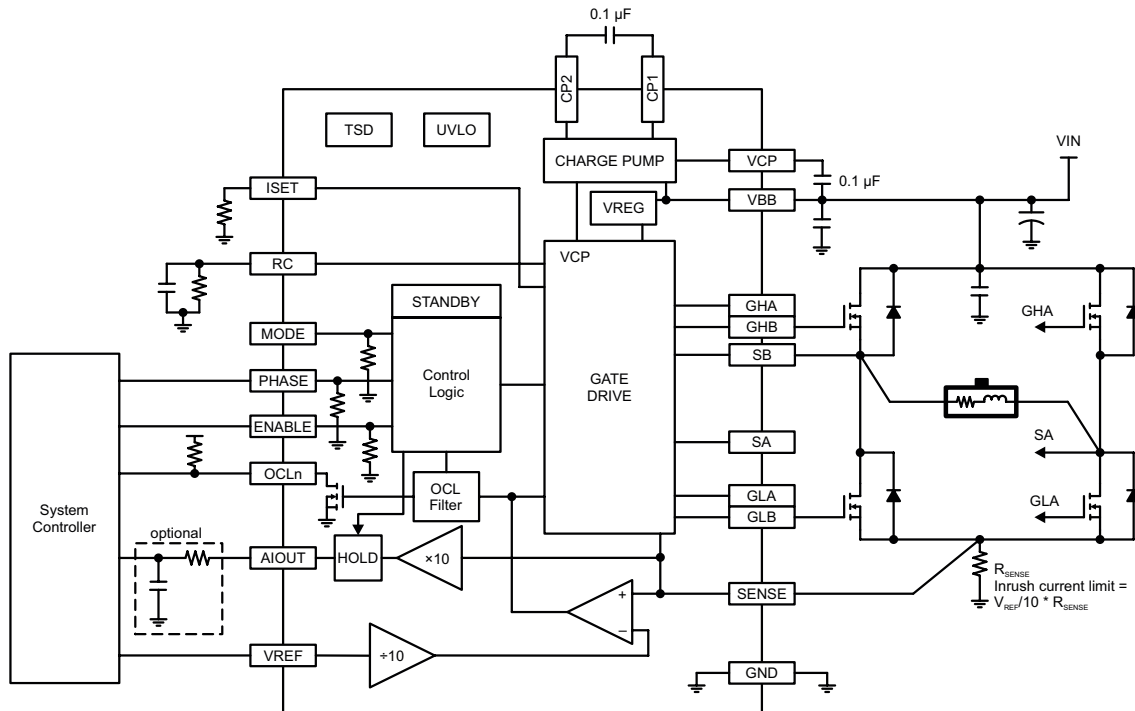 0.1 µF
CP2
CP1
TSD
UVLO
CHARGE PUMP
VCP
VIN
0.1 µF
ISET
VREG
VBB
RC
VCP
STANDBY
GHA
GHB
GHA
MODE
SB
Control
Logic
GATE
DRIVE
PHASE
ENABLE
SA
SA
OCLn
OCL
Filter
GLA
GLB
GLA
System
Controller
optional
AIOUT
HOLD
×10
SENSE
+
–
RSENSE
Inrush current limit =
VREF/10 * RSENSE
VREF
÷10
GND